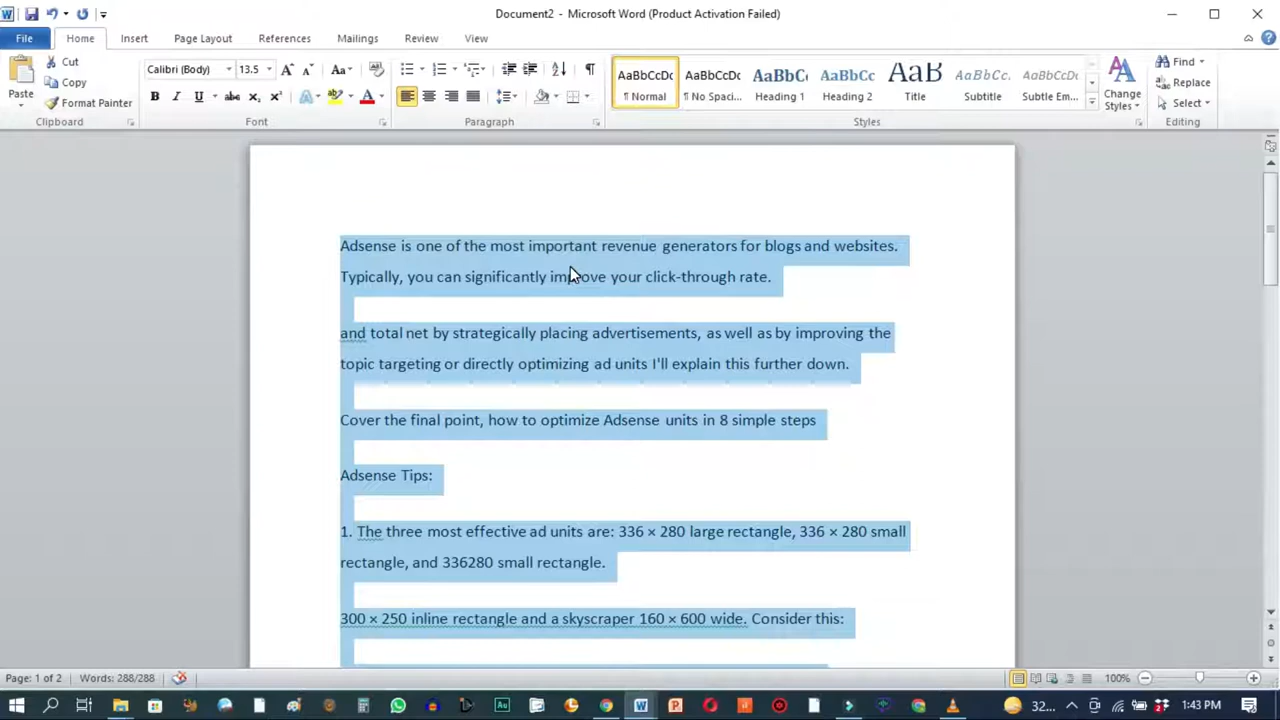 Document2 - Microsoft Word (Product Activation Failed)
File Home Insert Page Layout References Mailings Review View
Paste
Cut
Copy
Format Painter
Clipboard
Calibri (Body) 13.5
Font
Paragraph
AaBbCcDc AaBbCcDc AaBbC AaBbCc AaB AaBbCc. AaBbCcDc
¶ Normal ¶ No Spaci... Heading 1 Heading 2 Title Subtitle Subtle Em...
Styles
Change
Styles
Find
Replace
Select
Editing
Adsense is one of the most important revenue generators for blogs and websites.
Typically, you can significantly improve your click-through rate.
and total net by strategically placing advertisements, as well as by improving the
topic targeting or directly optimizing ad units I'll explain this further down.
Cover the final point, how to optimize Adsense units in 8 simple steps
Adsense Tips:
1. The three most effective ad units are: 336 × 280 large rectangle, 336 × 280 small
rectangle, and 336280 small rectangle.
300 × 250 inline rectangle and a skyscraper 160 × 600 wide. Consider this:
Page: 1 of 2 Words: 288/288 100%
32... 1:43 PM